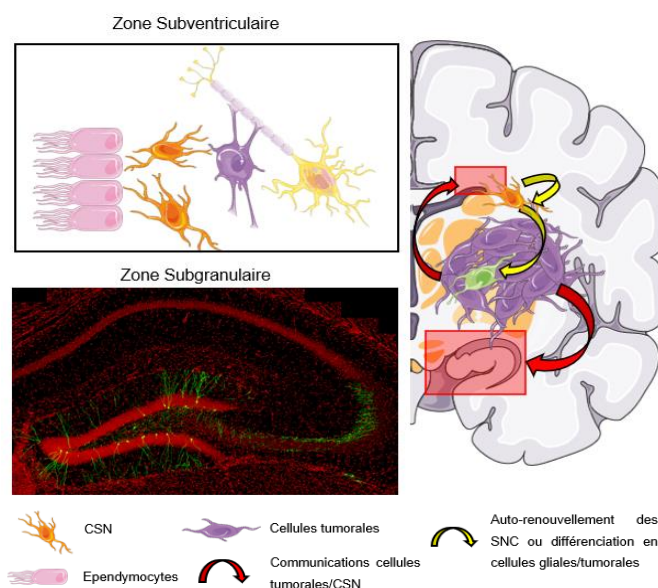 Zone Subventriculaire
Zone Subgranulaire
CSN
Cellules tumorales
Auto-renouvellement des
SNC ou différenciation en
cellules gliales/tumorales
Ependymocytes
Communications cellules
tumorales/CSN